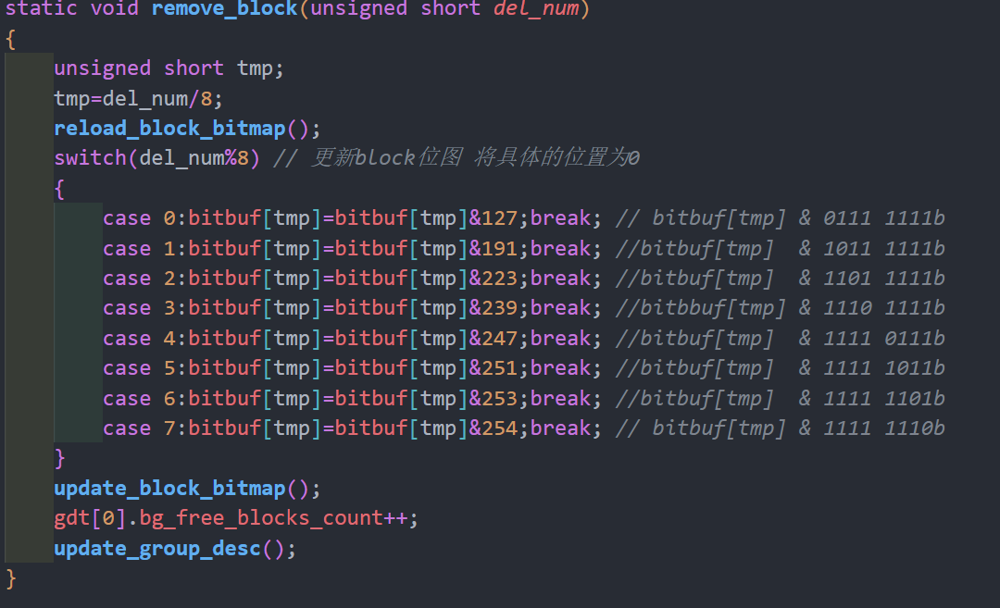 static void remove_block(unsigned short del_num)
{
    unsigned short tmp;
    tmp=del_num/8;
    reload_block_bitmap();
    switch(del_num%8) // 更新block位图 将具体的位置为0
    {
        case 0:bitbuf[tmp]=bitbuf[tmp]&127;break; // bitbuf[tmp] & 0111 1111b
        case 1:bitbuf[tmp]=bitbuf[tmp]&191;break; //bitbuf[tmp]  & 1011 1111b
        case 2:bitbuf[tmp]=bitbuf[tmp]&223;break; //bitbuf[tmp]  & 1101 1111b
        case 3:bitbuf[tmp]=bitbuf[tmp]&239;break; //bitbbuf[tmp] & 1110 1111b
        case 4:bitbuf[tmp]=bitbuf[tmp]&247;break; //bitbuf[tmp]  & 1111 0111b
        case 5:bitbuf[tmp]=bitbuf[tmp]&251;break; //bitbuf[tmp]  & 1111 1011b
        case 6:bitbuf[tmp]=bitbuf[tmp]&253;break; //bitbuf[tmp]  & 1111 1101b
        case 7:bitbuf[tmp]=bitbuf[tmp]&254;break; // bitbuf[tmp] & 1111 1110b
    }
    update_block_bitmap();
    gdt[0].bg_free_blocks_count++;
    update_group_desc();
}